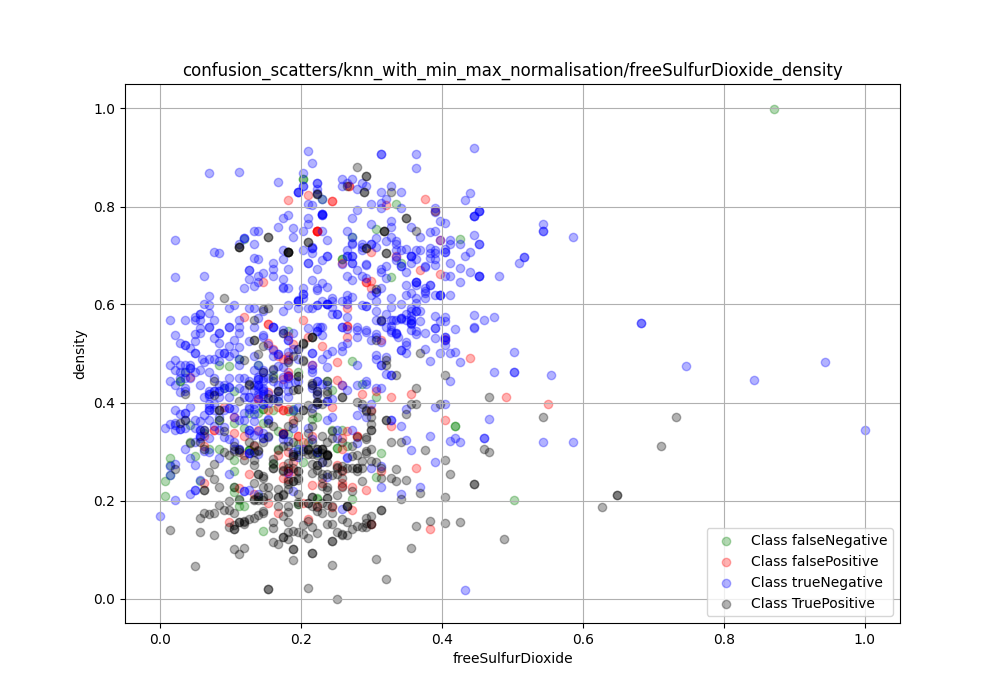 confusion_scatters/knn_with_min_max_normalisation/freeSulfurDioxide_density
1.0
0.8
0.6
0.4
0.2
0.0
density
0.0 0.2 0.4 0.6 0.8 1.0
freeSulfurDioxide
Class falseNegative
Class falsePositive
Class trueNegative
Class TruePositive